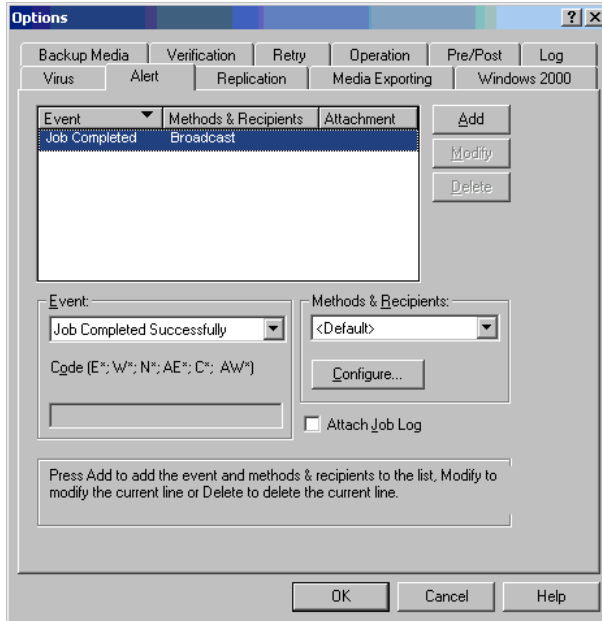 Options
Backup Media Verification Retry Operation Pre/Post Log
Virus Alert Replication Media Exporting Windows 2000
Event Methods & Recipients Attachment
Job Completed Broadcast
Add
Modify
Delete
Event:
Job Completed Successfully
Code (E*; W*; N*; AE*; C*; AW*)
Methods & Recipients:
<Default>
Configure...
Attach Job Log
Press Add to add the event and methods & recipients to the list, Modify to
modify the current line or Delete to delete the current line.
OK Cancel Help